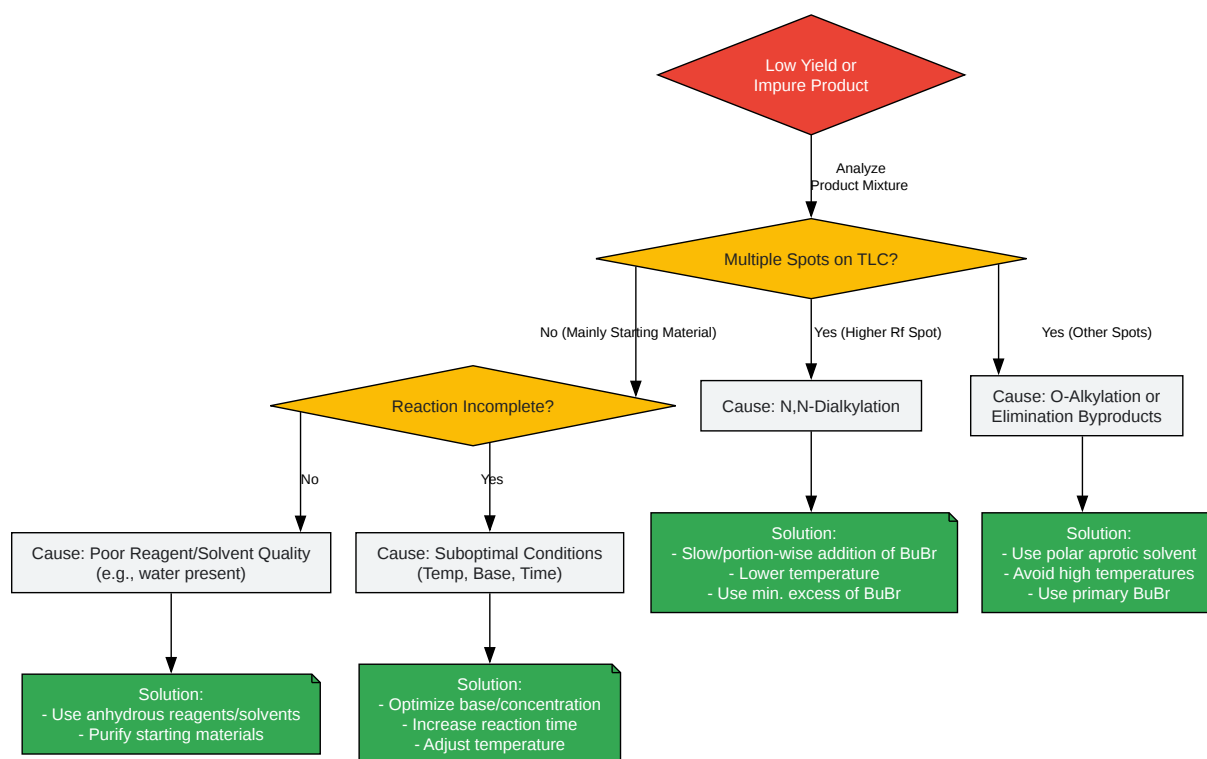 Low Yield or
Impure Product
Analyze
Product Mixture
Multiple Spots on TLC?
No (Mainly Starting Material)
Yes (Higher Rf Spot)
Yes (Other Spots)
Reaction Incomplete?
Cause: N,N-Dialkylation
Cause: O-Alkylation or
Elimination Byproducts
No
Yes
Cause: Poor Reagent/Solvent Quality
(e.g., water present)
Cause: Suboptimal Conditions
(Temp, Base, Time)
Solution:
- Slow/portion-wise addition of BuBr
- Lower temperature
- Use min. excess of BuBr
Solution:
- Use polar aprotic solvent
- Avoid high temperatures
- Use primary BuBr
Solution:
- Use anhydrous reagents/solvents
- Purify starting materials
Solution:
- Optimize base/concentration
- Increase reaction time
- Adjust temperature